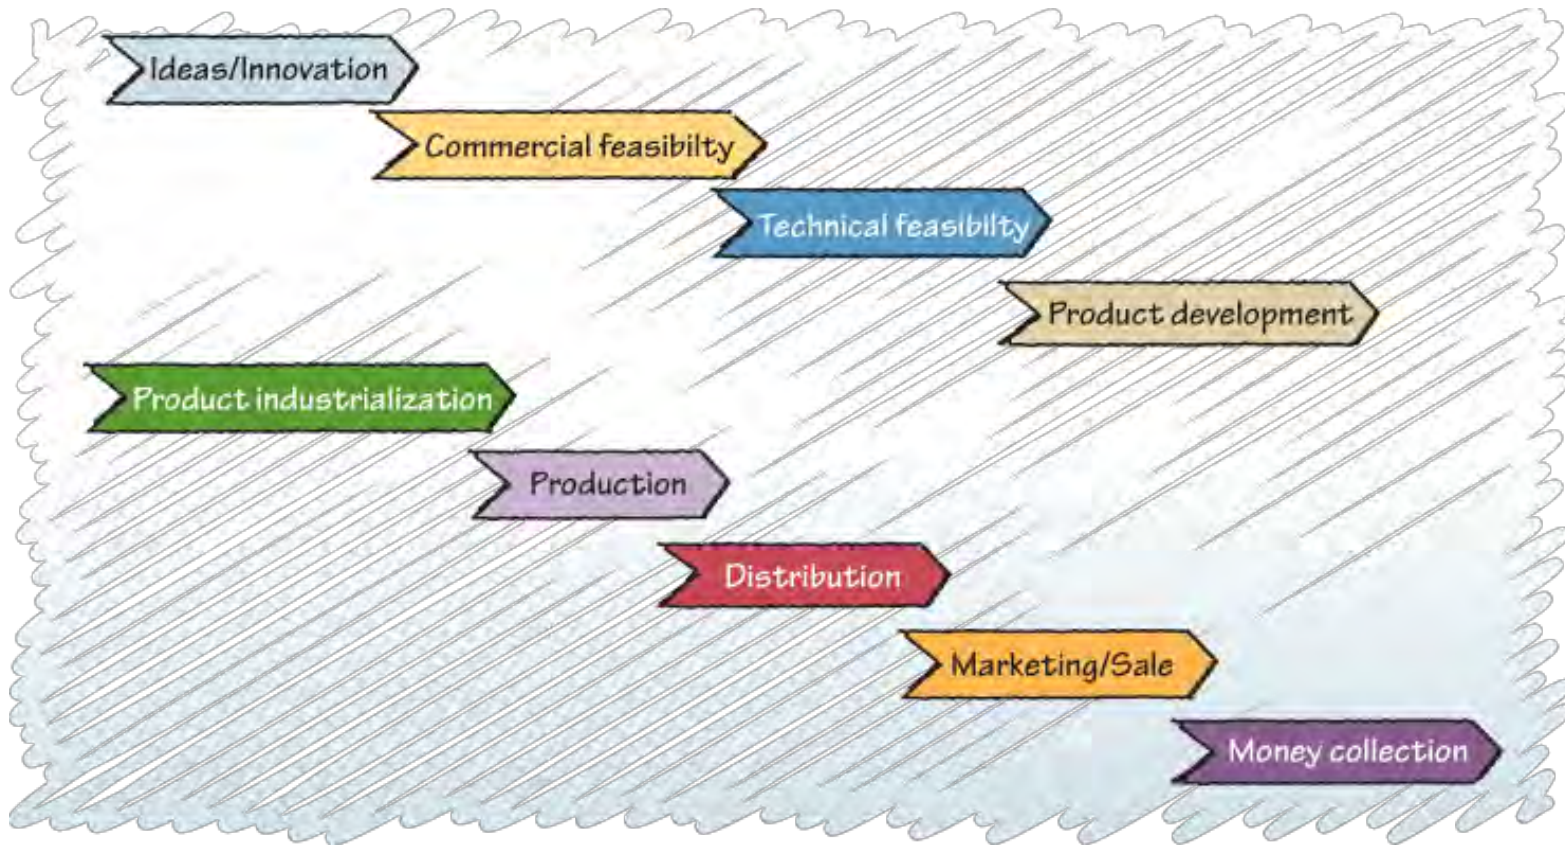 Ideas/Innovation
Commercial feasibilty
Technical feasibilty
Product development
Product industrialization
Production
Distribution
Marketing/Sale
Money collection